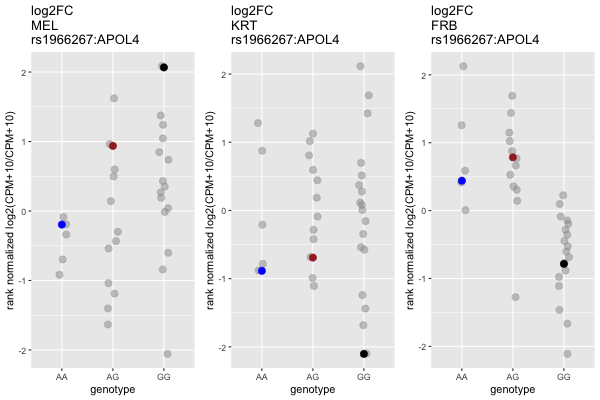 log2FC
MEL
rs1966267:APOL4
rank normalized log2(CPM+10/CPM+10)
2
1
0
-1
-2
AA
AG
GG
genotype
log2FC
KRT
rs1966267:APOL4
rank normalized log2(CPM+10/CPM+10)
2
1
0
-1
-2
AA
AG
GG
genotype
log2FC
FRB
rs1966267:APOL4
rank normalized log2(CPM+10/CPM+10)
2
1
0
-1
-2
AA
AG
GG
genotype